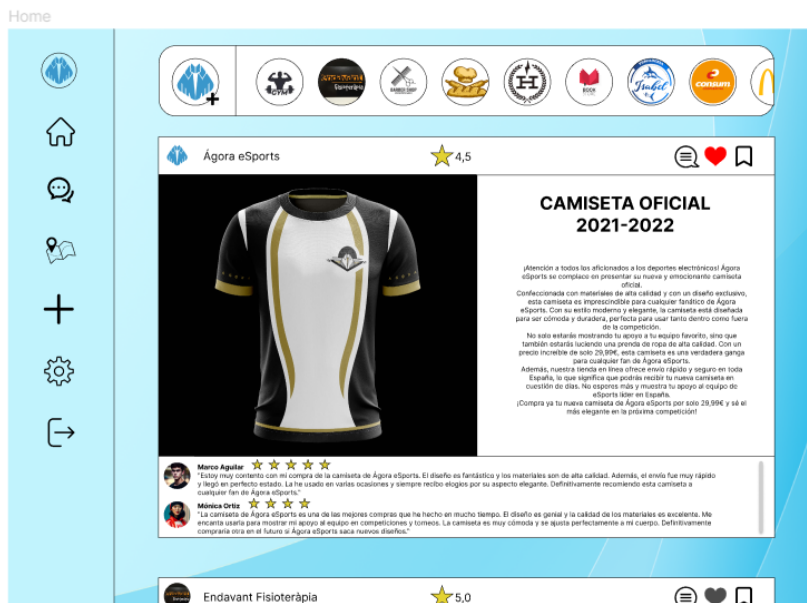 Home
GYM
BARBER SHOP
H
BOOK
Isabel
consum
Ágora eSports
4,5
CAMISETA OFICIAL
2021-2022
¡Atención a todos los aficionados a los deportes electrónicos! Ágora
eSports se complace en presentar su nueva y emocionante camiseta
oficial.
Confeccionada con materiales de alta calidad y con un diseño exclusivo,
esta camiseta es imprescindible para cualquier fanático de Ágora
eSports. Con su estilo moderno y elegante, la camiseta está diseñada
para ser cómoda y duradera, perfecta para usar tanto dentro como fuera
de la competición.
No solo estarás mostrando tu apoyo a tu equipo favorito, sino que
también estarás luciendo una prenda de ropa de alta calidad. Con un
precio increíble de solo 29,99€, esta camiseta es una verdadera ganga
para cualquier fan de Ágora eSports.
Además, nuestra tienda en línea ofrece envío rápido y seguro en toda
España, lo que significa que podrás recibir tu nueva camiseta en
cuestión de días. No esperes más y muestra tu apoyo al equipo de
eSports líder en España.
¡Compra ya tu nueva camiseta de Ágora eSports por solo 29,99€ y sé el
más elegante en la próxima competición!
Marco Aguilar
"Estoy muy contento con mi compra de la camiseta de Ágora eSports. El diseño es fantástico y los materiales son de alta calidad. Además, el envío fue muy rápido
y llegó en perfecto estado. La he usado en varias ocasiones y siempre recibo elogios por su aspecto elegante. Definitivamente recomiendo esta camiseta a
cualquier fan de Ágora eSports."
Mónica Ortiz
"La camiseta de Ágora eSports es una de las mejores compras que he hecho en mucho tiempo. El diseño es genial y la calidad de los materiales es excelente. Me
encanta usarla para mostrar mi apoyo al equipo en competiciones y torneos. La camiseta es muy cómoda y se ajusta perfectamente a mi cuerpo. Definitivamente
compraría otra en el futuro si Ágora eSports saca nuevos diseños."
Endavant Fisioteràpia
5,0